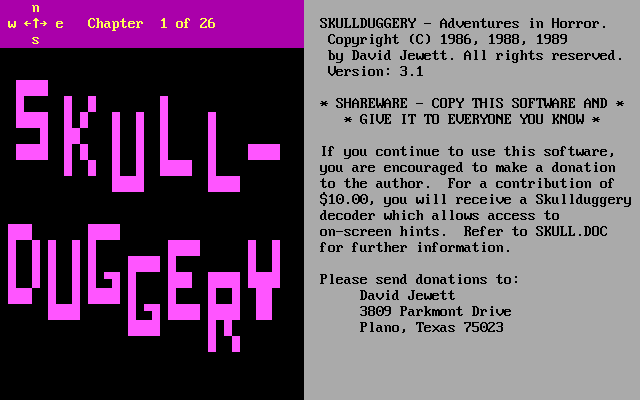 n
w ←↑→ e Chapter 1 of 26
s
SKULL-
DUGGERY
SKULLDUGGERY - Adventures in Horror.
Copyright (C) 1986, 1988, 1989
by David Jewett. All rights reserved.
Version: 3.1
* SHAREWARE - COPY THIS SOFTWARE AND *
* GIVE IT TO EVERYONE YOU KNOW *
If you continue to use this software,
you are encouraged to make a donation
to the author. For a contribution of
$10.00, you will receive a Skullduggery
decoder which allows access to
on-screen hints. Refer to SKULL.DOC
for further information.
Please send donations to:
David Jewett
3809 Parkmont Drive
Plano, Texas 75023